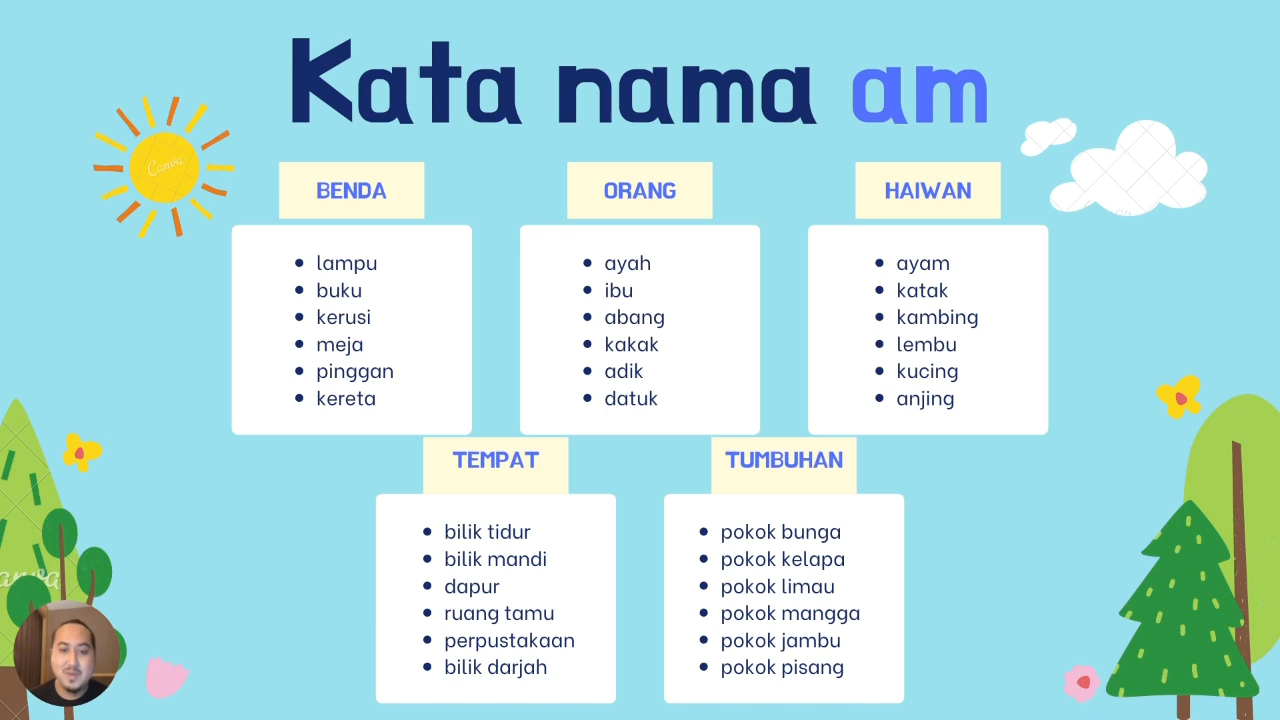 Kata nama am
Canva
BENDA
lampu
buku
kerusi
meja
pinggan
kereta
ORANG
ayah
ibu
abang
kakak
adik
datuk
HAIWAN
ayam
katak
kambing
lembu
kucing
anjing
TEMPAT
bilik tidur
bilik mandi
dapur
ruang tamu
perpustakaan
bilik darjah
TUMBUHAN
pokok bunga
pokok kelapa
pokok limau
pokok mangga
pokok jambu
pokok pisang